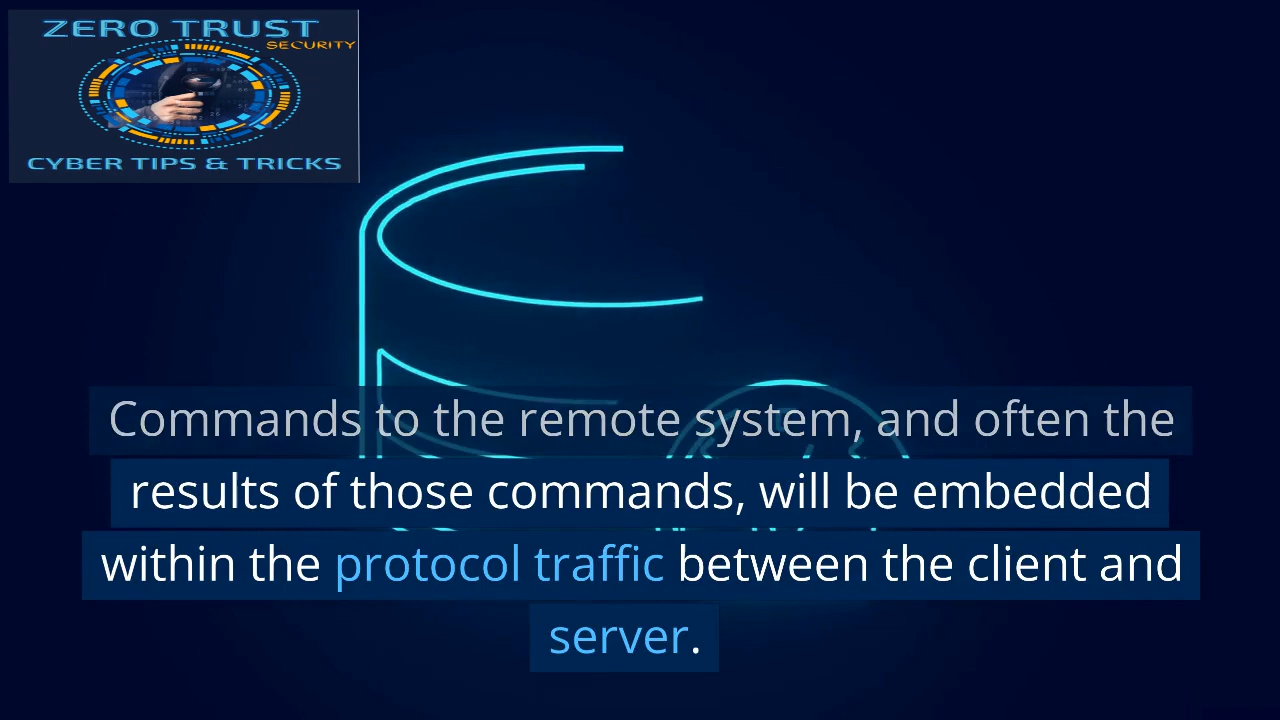 ZERO TRUST
SECURITY
CYBER TIPS & TRICKS
Commands to the remote system, and often the
results of those commands, will be embedded
within the protocol traffic between the client and
server.